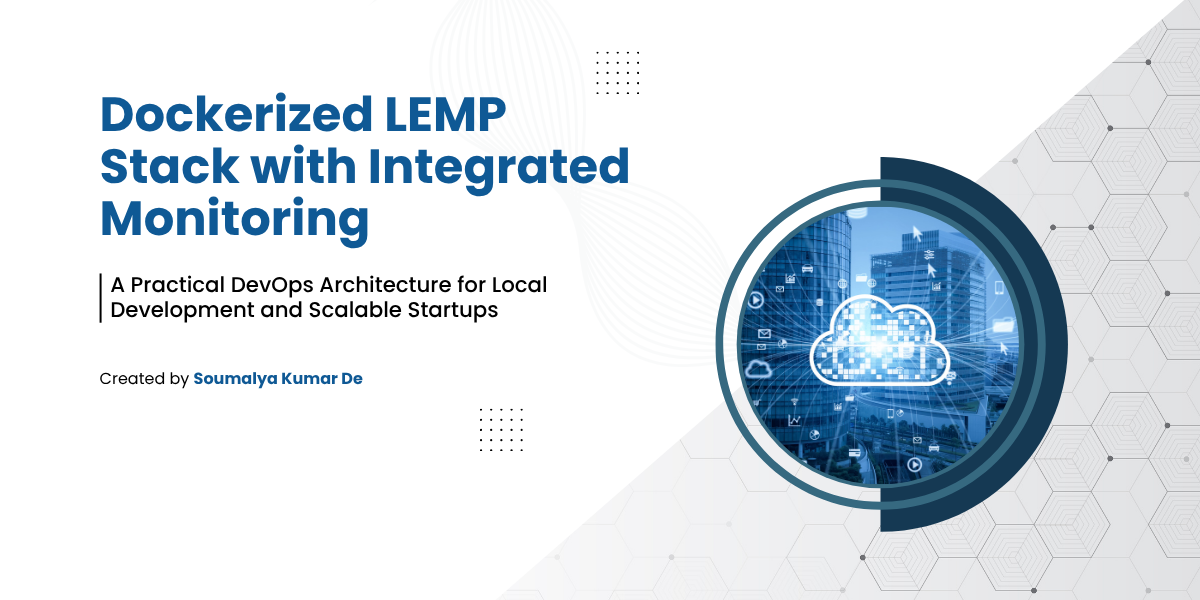 Dockerized LEMP
Stack with Integrated
Monitoring
A Practical DevOps Architecture for Local
Development and Scalable Startups
Created by Soumalya Kumar De